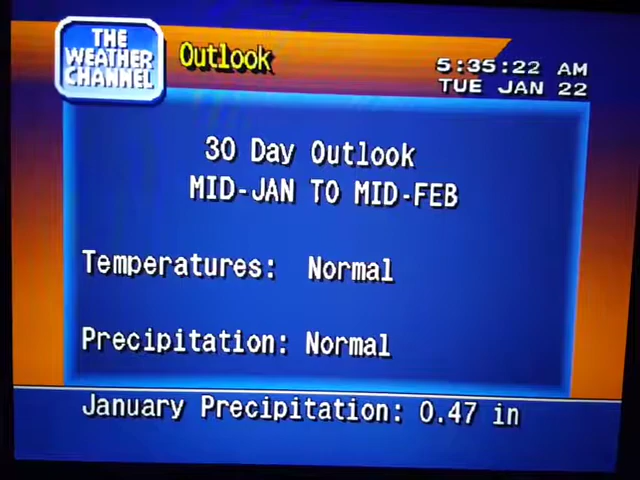 THE
WEATHER
CHANNEL
Outlook
5:35:22 AM
TUE JAN 22
30 Day Outlook
MID-JAN TO MID-FEB
Temperatures: Normal
Precipitation: Normal
January Precipitation: 0.47 in